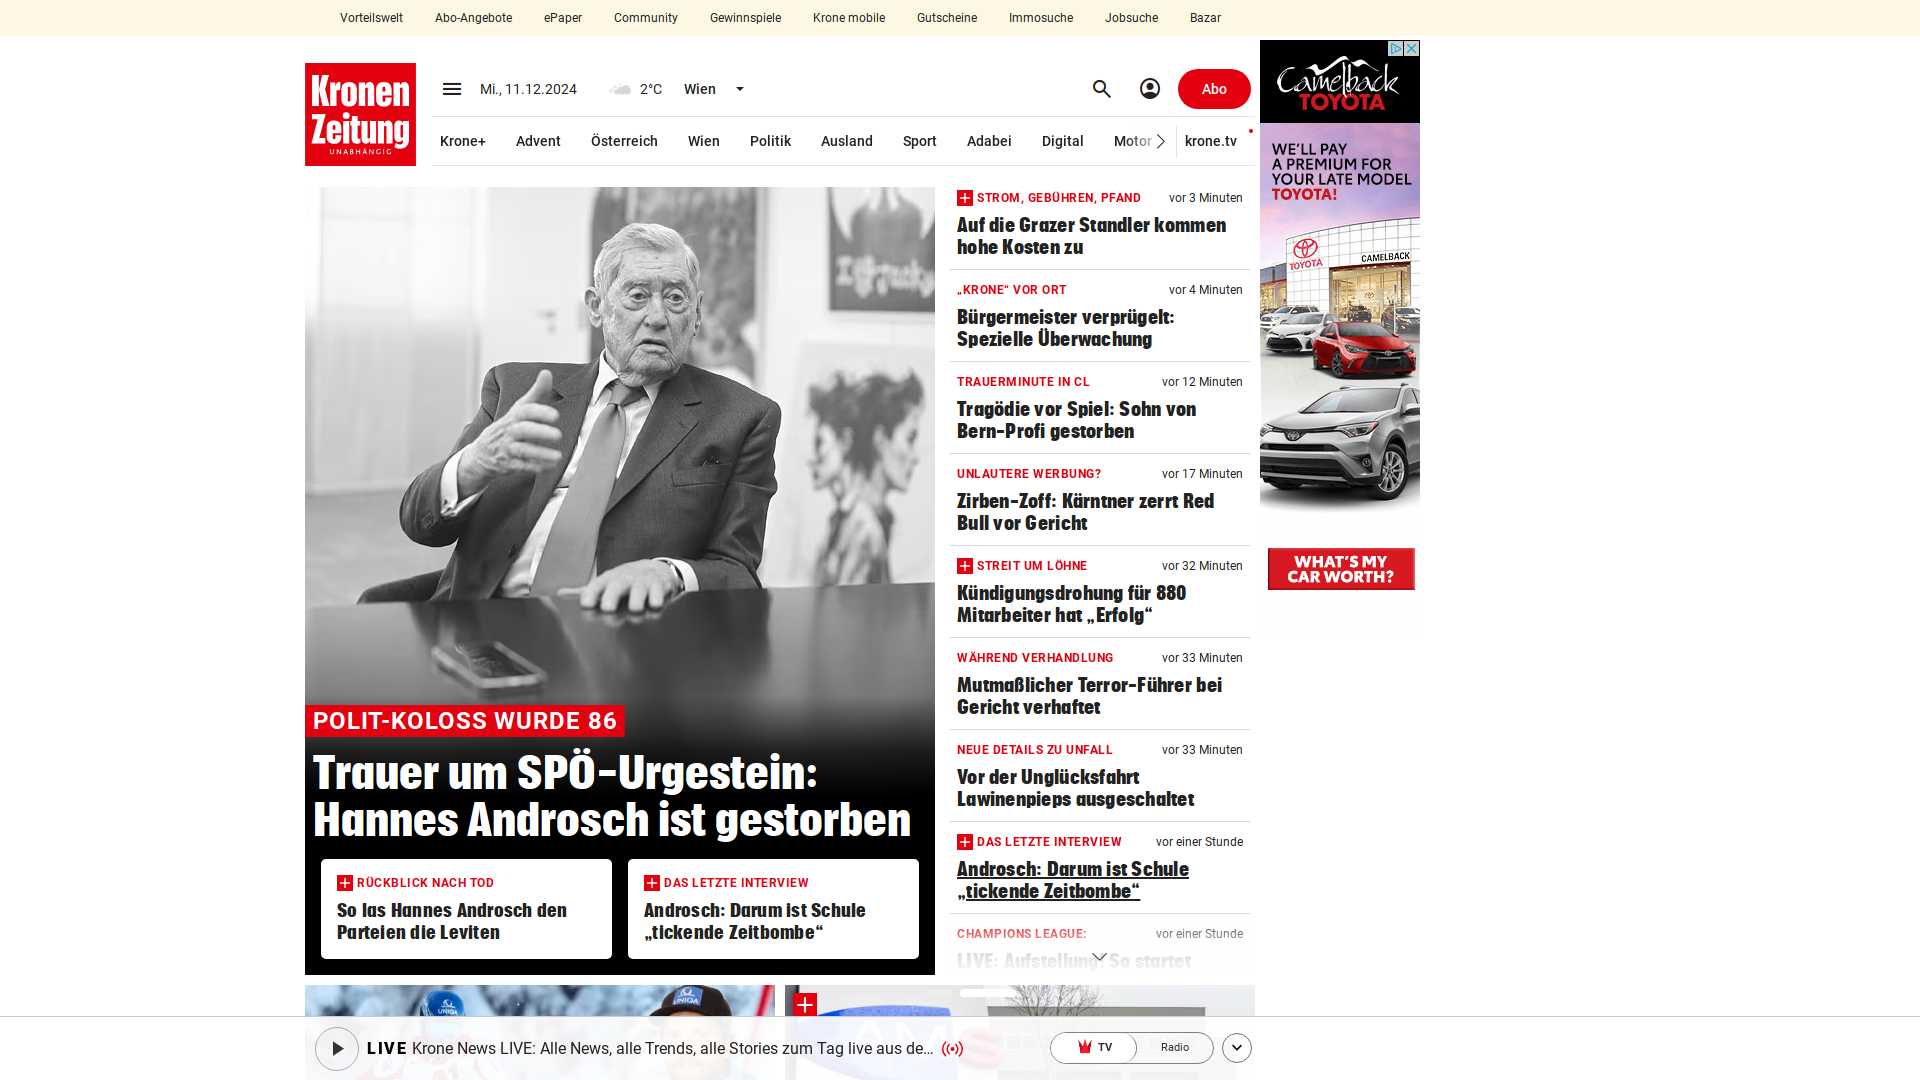 Vorteilswelt Abo-Angebote ePaper Community Gewinnspiele Krone mobile Gutscheine Immosuche Jobsuche Bazar
Kronen
Zeitung
UNABHÄNGIG
Mi., 11.12.2024 2°C Wien
Abo
Krone+ Advent Österreich Wien Politik Ausland Sport Adabei Digital Motor krone.tv
POLIT-KOLOSS WURDE 86
Trauer um SPÖ-Urgestein:
Hannes Androsch ist gestorben
RÜCKBLICK NACH TOD
So las Hannes Androsch den
Parteien die Leviten
DAS LETZTE INTERVIEW
Androsch: Darum ist Schule
„tickende Zeitbombe“
STROM, GEBÜHREN, PFAND vor 3 Minuten
Auf die Grazer Standler kommen
hohe Kosten zu
„KRONE“ VOR ORT vor 4 Minuten
Bürgermeister verprügelt:
Spezielle Überwachung
TRAUERMINUTE IN CL vor 12 Minuten
Tragödie vor Spiel: Sohn von
Bern-Profi gestorben
UNLAUTERE WERBUNG? vor 17 Minuten
Zirben-Zoff: Kärntner zerrt Red
Bull vor Gericht
STREIT UM LÖHNE vor 32 Minuten
Kündigungsdrohung für 880
Mitarbeiter hat „Erfolg“
WÄHREND VERHANDLUNG vor 33 Minuten
Mutmaßlicher Terror-Führer bei
Gericht verhaftet
NEUE DETAILS ZU UNFALL vor 33 Minuten
Vor der Unglücksfahrt
Lawinenpieps ausgeschaltet
DAS LETZTE INTERVIEW vor einer Stunde
Androsch: Darum ist Schule
„tickende Zeitbombe“
CHAMPIONS LEAGUE: vor einer Stunde
LIVE: Aufstellung: So startet
Camelback
TOYOTA
WE'LL PAY
A PREMIUM FOR
YOUR LATE MODEL
TOYOTA!
TOYOTA
CAMELBACK
WHAT'S MY
CAR WORTH?
UNIQA
UNIQA
LIVE Krone News LIVE: Alle News, alle Trends, alle Stories zum Tag live aus de...
TV Radio